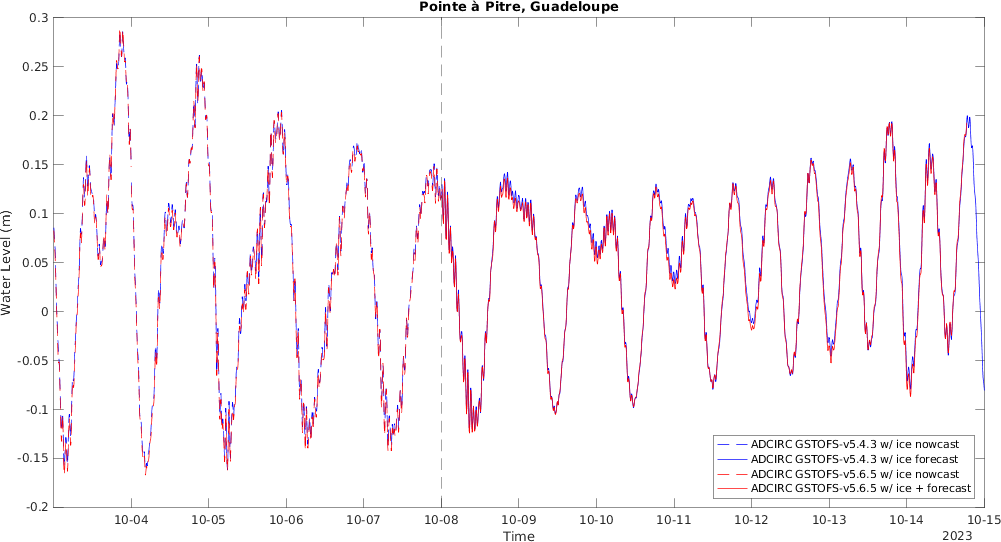 Pointe à Pitre, Guadeloupe
0.3
0.25
0.2
0.15
0.1
0.05
0
-0.05
-0.1
-0.15
-0.2
Water Level (m)
ADCIRC GSTOFS-v5.4.3 w/ ice nowcast
ADCIRC GSTOFS-v5.4.3 w/ ice forecast
ADCIRC GSTOFS-v5.6.5 w/ ice nowcast
ADCIRC GSTOFS-v5.6.5 w/ ice + forecast
10-04 10-05 10-06 10-07 10-08 10-09 10-10 10-11 10-12 10-13 10-14 10-15
Time
2023